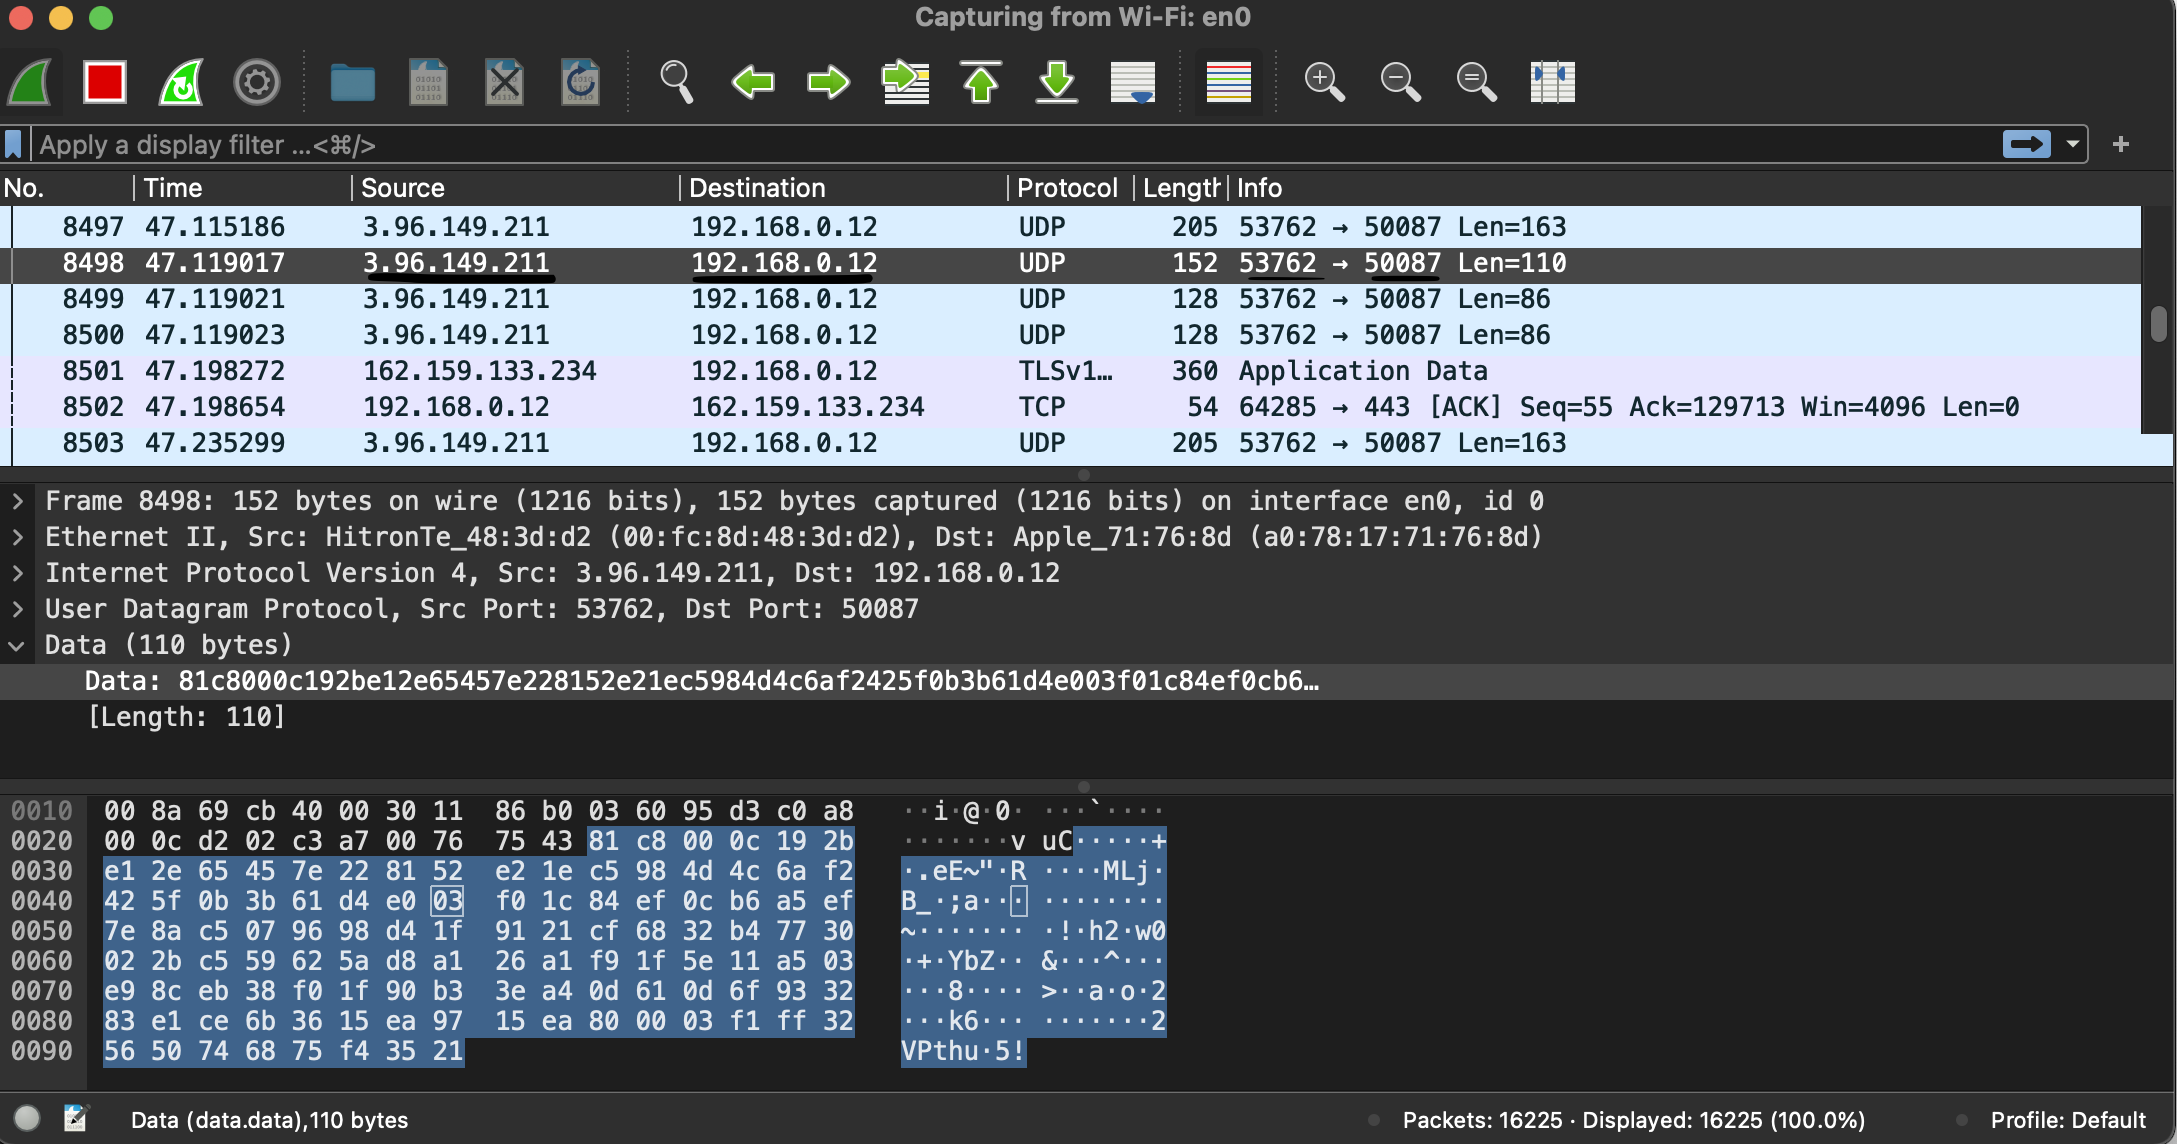 Capturing from Wi-Fi: en0
Apply a display filter ...<⌘/>
No. Time Source Destination Protocol Length Info
8497 47.115186 3.96.149.211 192.168.0.12 UDP 205 53762 → 50087 Len=163
8498 47.119017 3.96.149.211 192.168.0.12 UDP 152 53762 → 50087 Len=110
8499 47.119021 3.96.149.211 192.168.0.12 UDP 128 53762 → 50087 Len=86
8500 47.119023 3.96.149.211 192.168.0.12 UDP 128 53762 → 50087 Len=86
8501 47.198272 162.159.133.234 192.168.0.12 TLSv1… 360 Application Data
8502 47.198654 192.168.0.12 162.159.133.234 TCP 54 64285 → 443 [ACK] Seq=55 Ack=129713 Win=4096 Len=0
8503 47.235299 3.96.149.211 192.168.0.12 UDP 205 53762 → 50087 Len=163
Frame 8498: 152 bytes on wire (1216 bits), 152 bytes captured (1216 bits) on interface en0, id 0
Ethernet II, Src: HitronTe_48:3d:d2 (00:fc:8d:48:3d:d2), Dst: Apple_71:76:8d (a0:78:17:71:76:8d)
Internet Protocol Version 4, Src: 3.96.149.211, Dst: 192.168.0.12
User Datagram Protocol, Src Port: 53762, Dst Port: 50087
Data (110 bytes)
Data: 81c8000c192be12e65457e228152e21ec5984d4c6af2425f0b3b61d4e003f01c84ef0cb6…
[Length: 110]
0010 00 8a 69 cb 40 00 30 11 86 b0 03 60 95 d3 c0 a8 ··i·@·0· ···`····
0020 00 0c d2 02 c3 a7 00 76 75 43 81 c8 00 0c 19 2b ·······v uC·····+
0030 e1 2e 65 45 7e 22 81 52 e2 1e c5 98 4d 4c 6a f2 ·.eE~"·R ····MLj·
0040 42 5f 0b 3b 61 d4 e0 03 f0 1c 84 ef 0c b6 a5 ef B_·;a··· ········
0050 7e 8a c5 07 96 98 d4 1f 91 21 cf 68 32 b4 77 30 ~······· ·!·h2·w0
0060 02 2b c5 59 62 5a d8 a1 26 a1 f9 1f 5e 11 a5 03 ·+·YbZ·· &···^···
0070 e9 8c eb 38 f0 1f 90 b3 3e a4 0d 61 0d 6f 93 32 ···8···· >··a·o·2
0080 83 e1 ce 6b 36 15 ea 97 15 ea 80 00 03 f1 ff 32 ···k6··· ·······2
0090 56 50 74 68 75 f4 35 21 VPthu·5!
Data (data.data),110 bytes Packets: 16225 · Displayed: 16225 (100.0%) Profile: Default